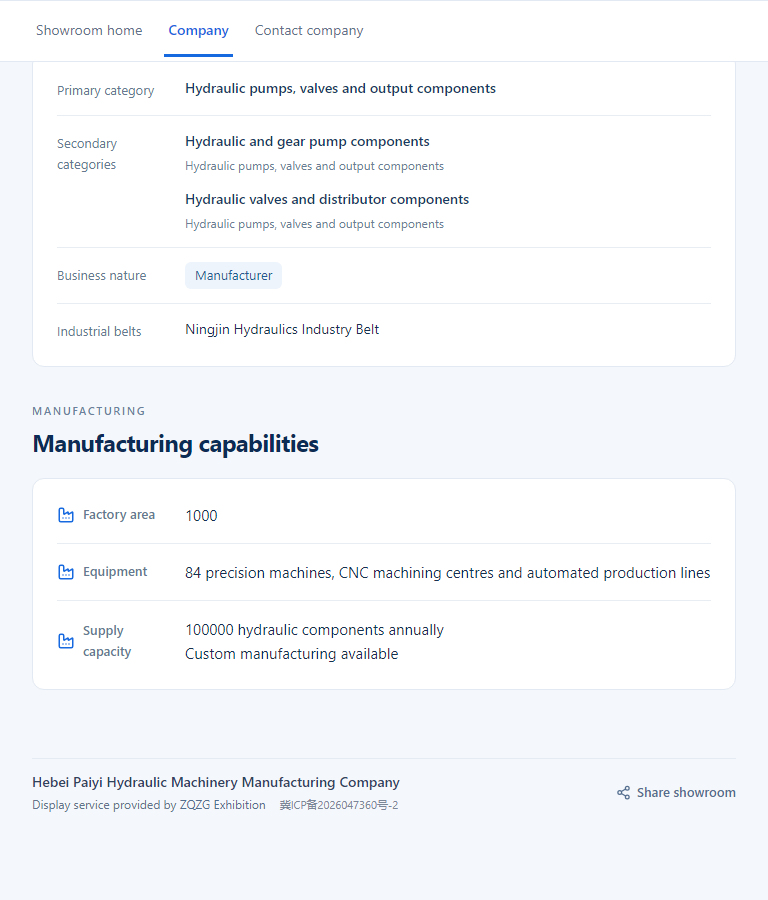 Showroom home Company Contact company
Primary category Hydraulic pumps, valves and output components
Secondary categories
Hydraulic and gear pump components
Hydraulic pumps, valves and output components
Hydraulic valves and distributor components
Hydraulic pumps, valves and output components
Business nature Manufacturer
Industrial belts Ningjin Hydraulics Industry Belt
MANUFACTURING
Manufacturing capabilities
Factory area 1000
Equipment 84 precision machines, CNC machining centres and automated production lines
Supply capacity
100000 hydraulic components annually
Custom manufacturing available
Hebei Paiyi Hydraulic Machinery Manufacturing Company
Display service provided by ZQZG Exhibition 冀ICP备2026047360号-2
Share showroom